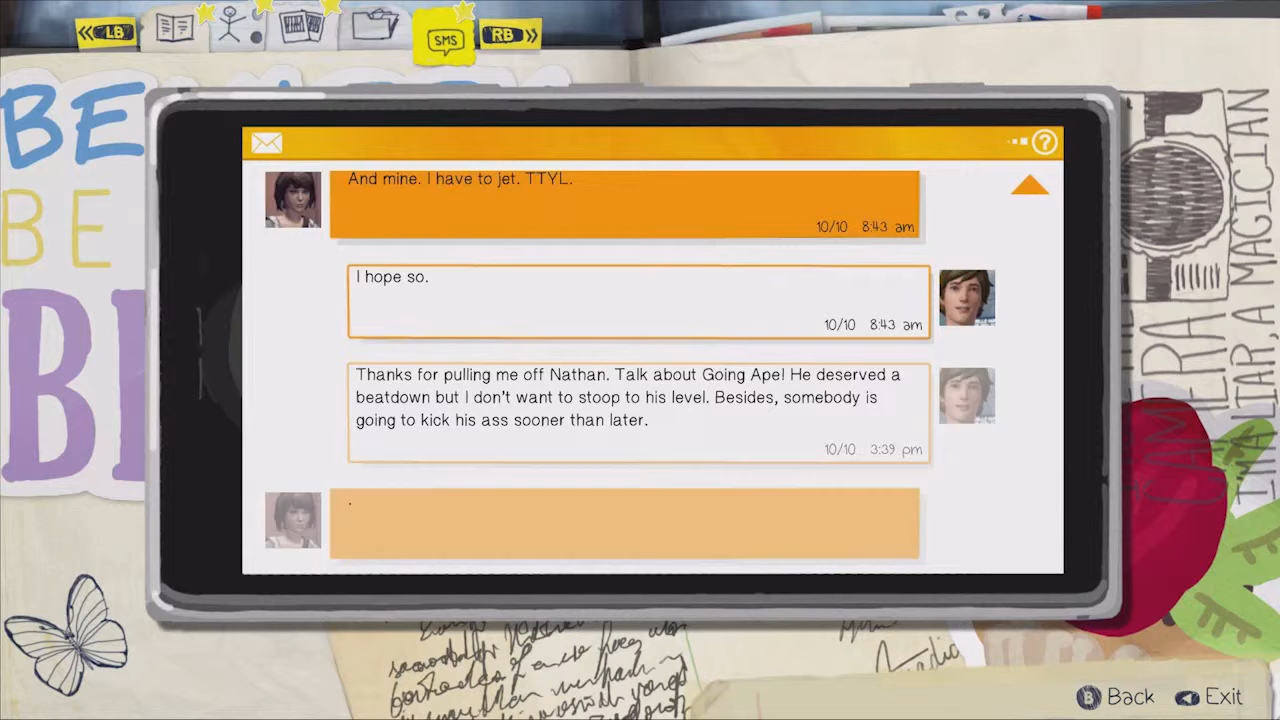 LB
SMS
RB
BE
BE
And mine. I have to jet. TTYL.
10/10 8:43 am
I hope so.
10/10 8:43 am
Thanks for pulling me off Nathan. Talk about Going Ape! He deserved a
beatdown but I don't want to stoop to his level. Besides, somebody is
going to kick his ass sooner than later.
10/10 3:39 pm
.
CAMERA
I'M A LIAR, A MAGICIAN
B Back
Exit